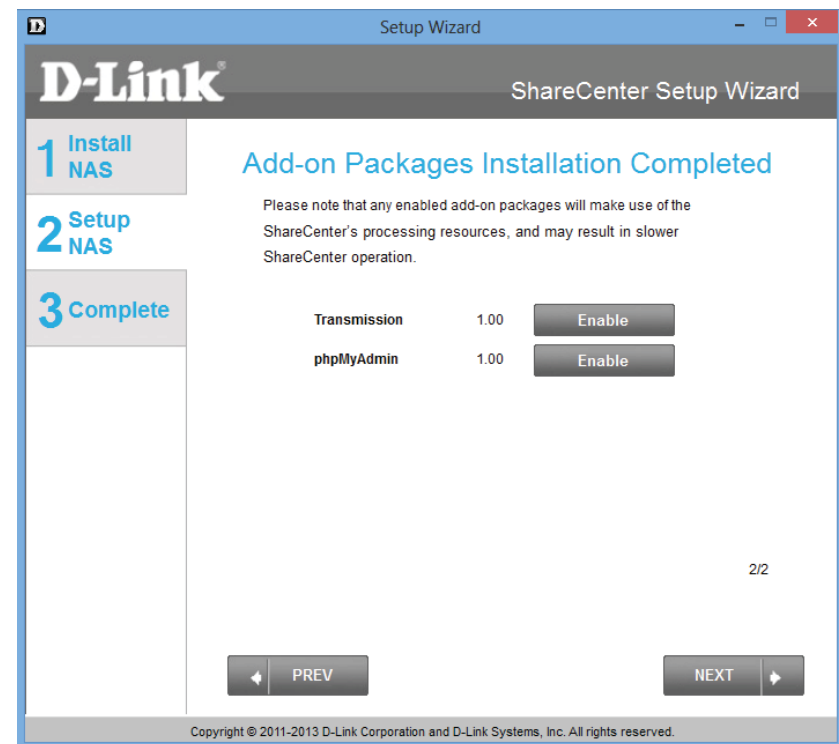 D Setup Wizard
D-Link® ShareCenter Setup Wizard
1 Install NAS
2 Setup NAS
3 Complete
Add-on Packages Installation Completed
Please note that any enabled add-on packages will make use of the
ShareCenter's processing resources, and may result in slower
ShareCenter operation.
Transmission 1.00 Enable
phpMyAdmin 1.00 Enable
2/2
PREV NEXT
Copyright © 2011-2013 D-Link Corporation and D-Link Systems, Inc. All rights reserved.